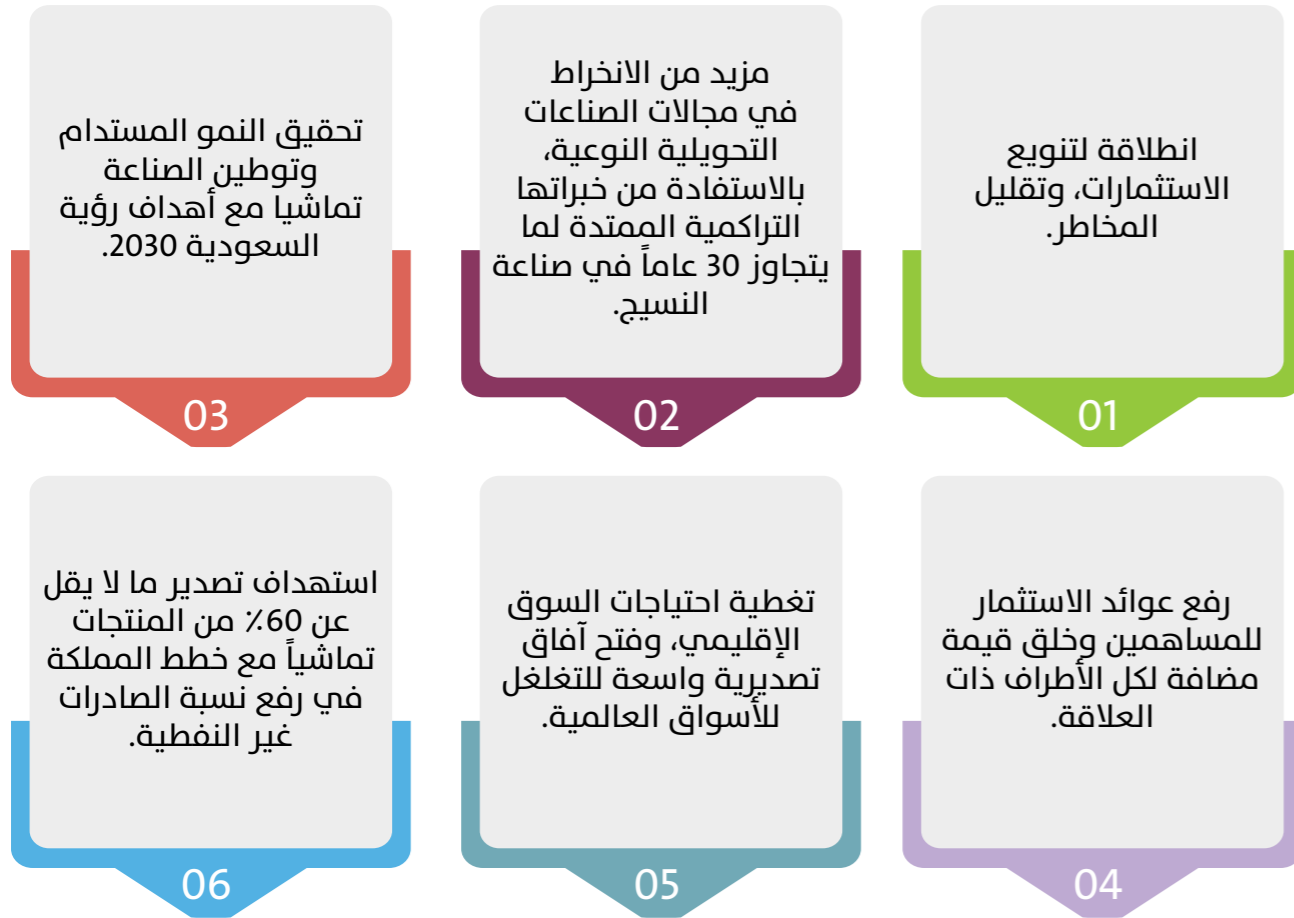 انطلاقة لتنويع
الاستثمارات، وتقليل
المخاطر.
01
مزيد من الانخراط
في مجالات الصناعات
التحويلية النوعية،
بالاستفادة من خبراتها
التراكمية الممتدة لما
يتجاوز 30 عاماً في صناعة
النسيج.
02
تحقيق النمو المستدام
وتوطين الصناعة
تماشيا مع أهداف رؤية
السعودية 2030.
03
رفع عوائد الاستثمار
للمساهمين وخلق قيمة
مضافة لكل الأطراف ذات
العلاقة.
04
تغطية احتياجات السوق
الإقليمي، وفتح آفاق
تصديرية واسعة للتغلغل
للأسواق العالمية.
05
استهداف تصدير ما لا يقل
عن 60٪ من المنتجات
تماشياً مع خطط المملكة
في رفع نسبة الصادرات
غير النفطية.
06